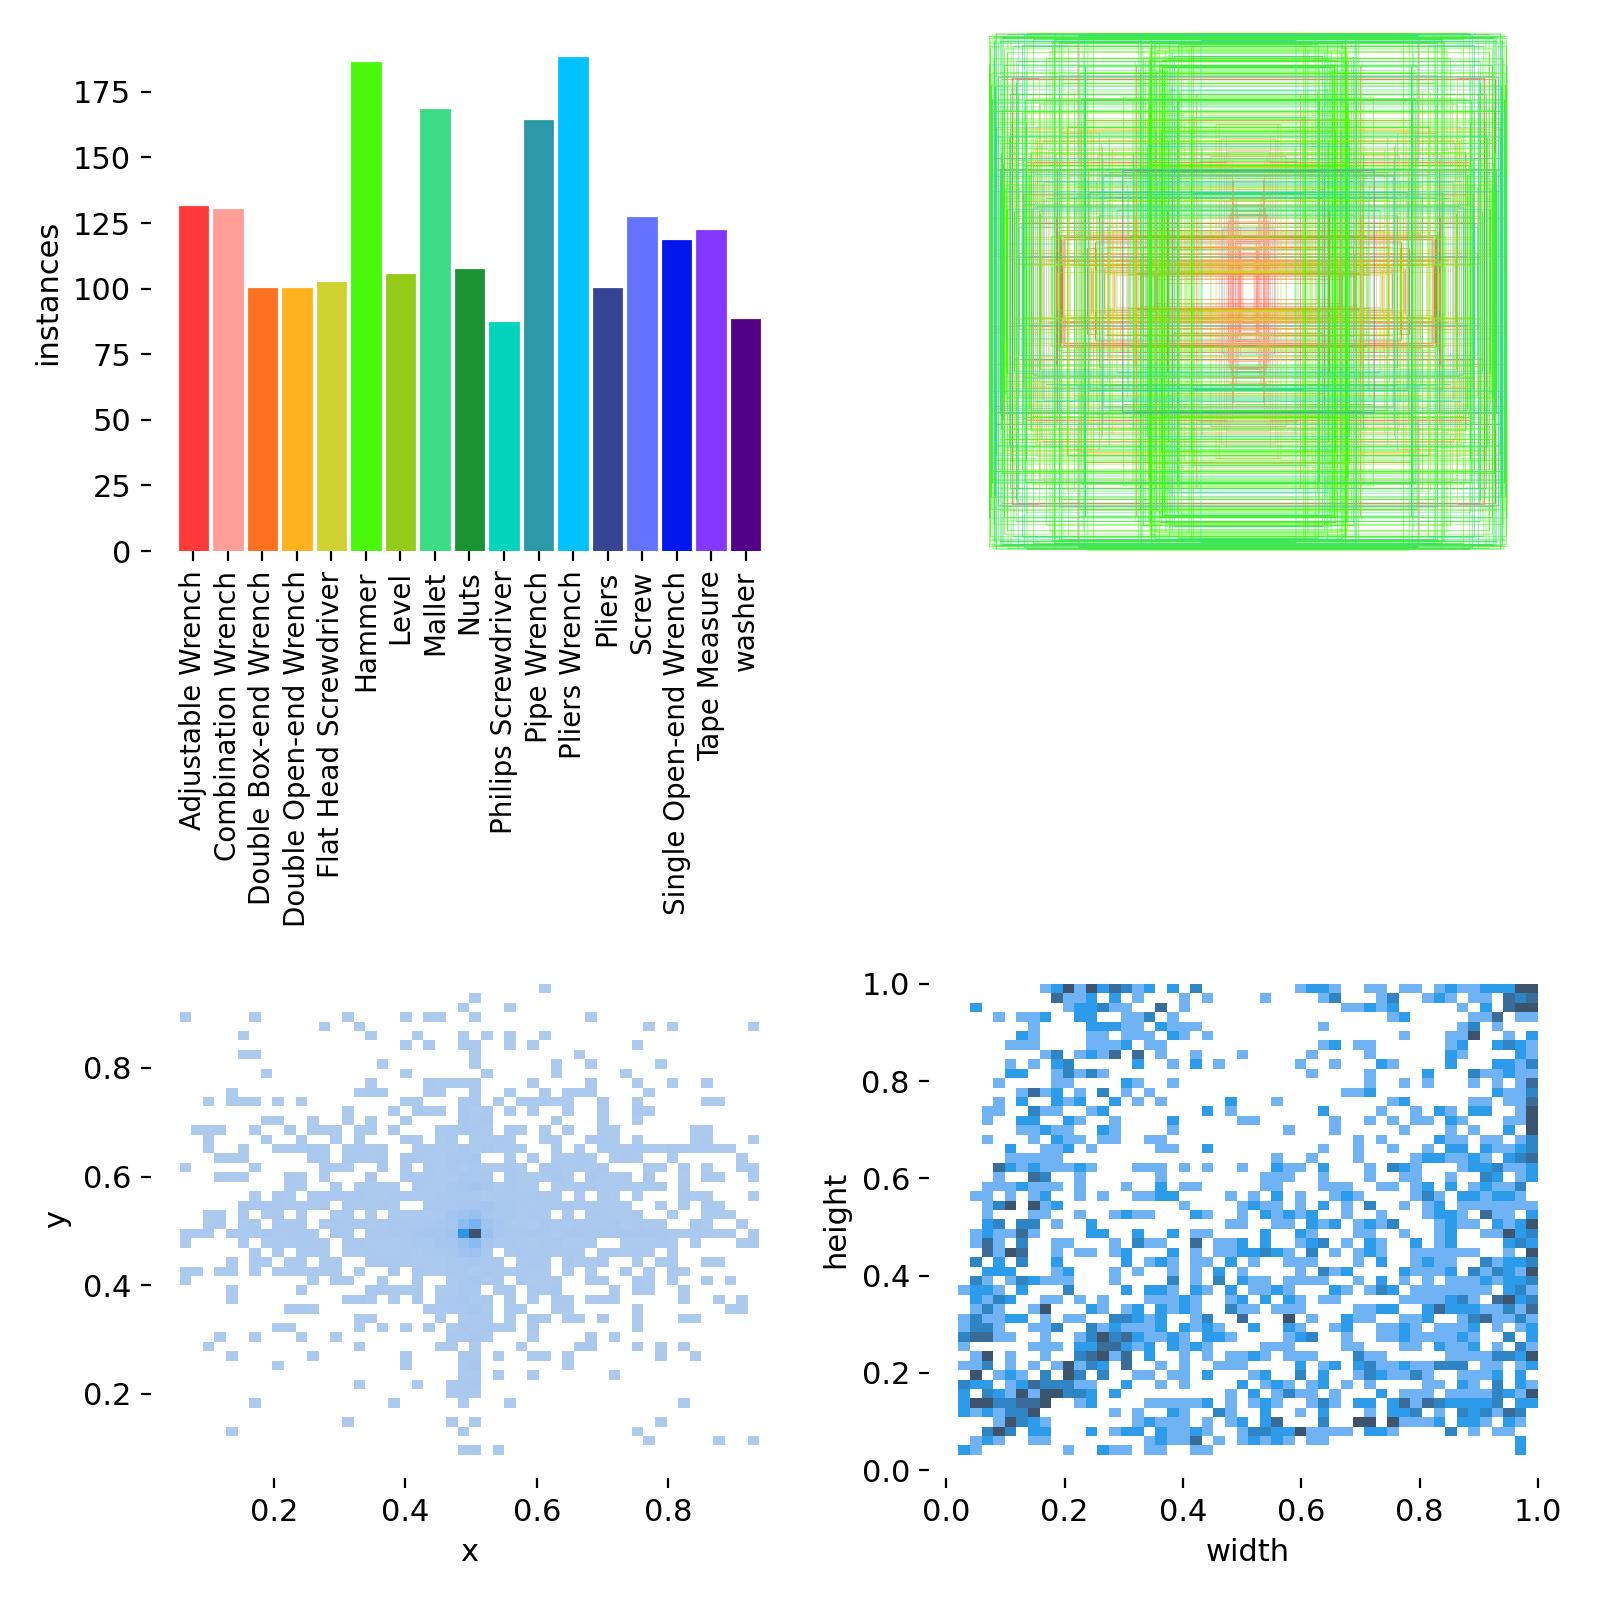 175
150
125
100
75
50
25
0
instances
Adjustable Wrench
Combination Wrench
Double Box-end Wrench
Double Open-end Wrench
Flat Head Screwdriver
Hammer
Level
Mallet
Nuts
Philips Screwdriver
Pipe Wrench
Pliers Wrench
Pliers
Screw
Single Open-end Wrench
Tape Measure
washer
0.8
0.6
0.4
0.2
y
0.2 0.4 0.6 0.8
x
1.0
0.8
0.6
0.4
0.2
0.0
height
0.0 0.2 0.4 0.6 0.8 1.0
width